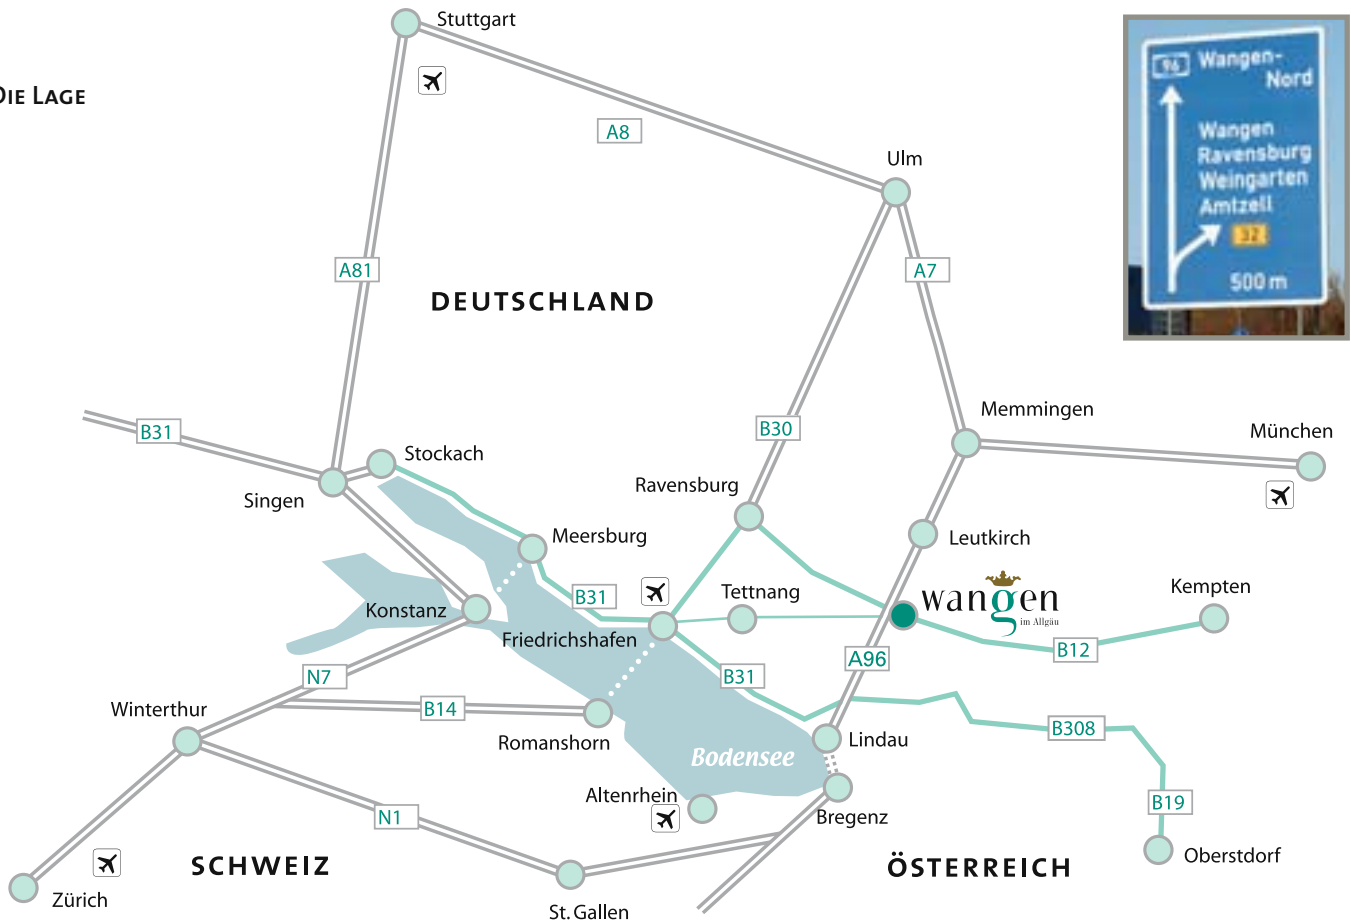 Stuttgart
DIE LAGE
A8
Ulm
96 Wangen-
Nord
Wangen
Ravensburg
Weingarten
Amtzell
32
500 m
A81
A7
DEUTSCHLAND
B31
B30
Memmingen
München
Stockach
Singen
Ravensburg
Meersburg
Leutkirch
B31
Tettnang
wangen
im Allgäu
Kempten
Konstanz
Friedrichshafen
A96
B12
N7
B31
Winterthur
B14
Romanshorn
Bodensee
Lindau
B308
Altenrhein
Bregenz
B19
N1
SCHWEIZ
ÖSTERREICH
Oberstdorf
Zürich
St. Gallen